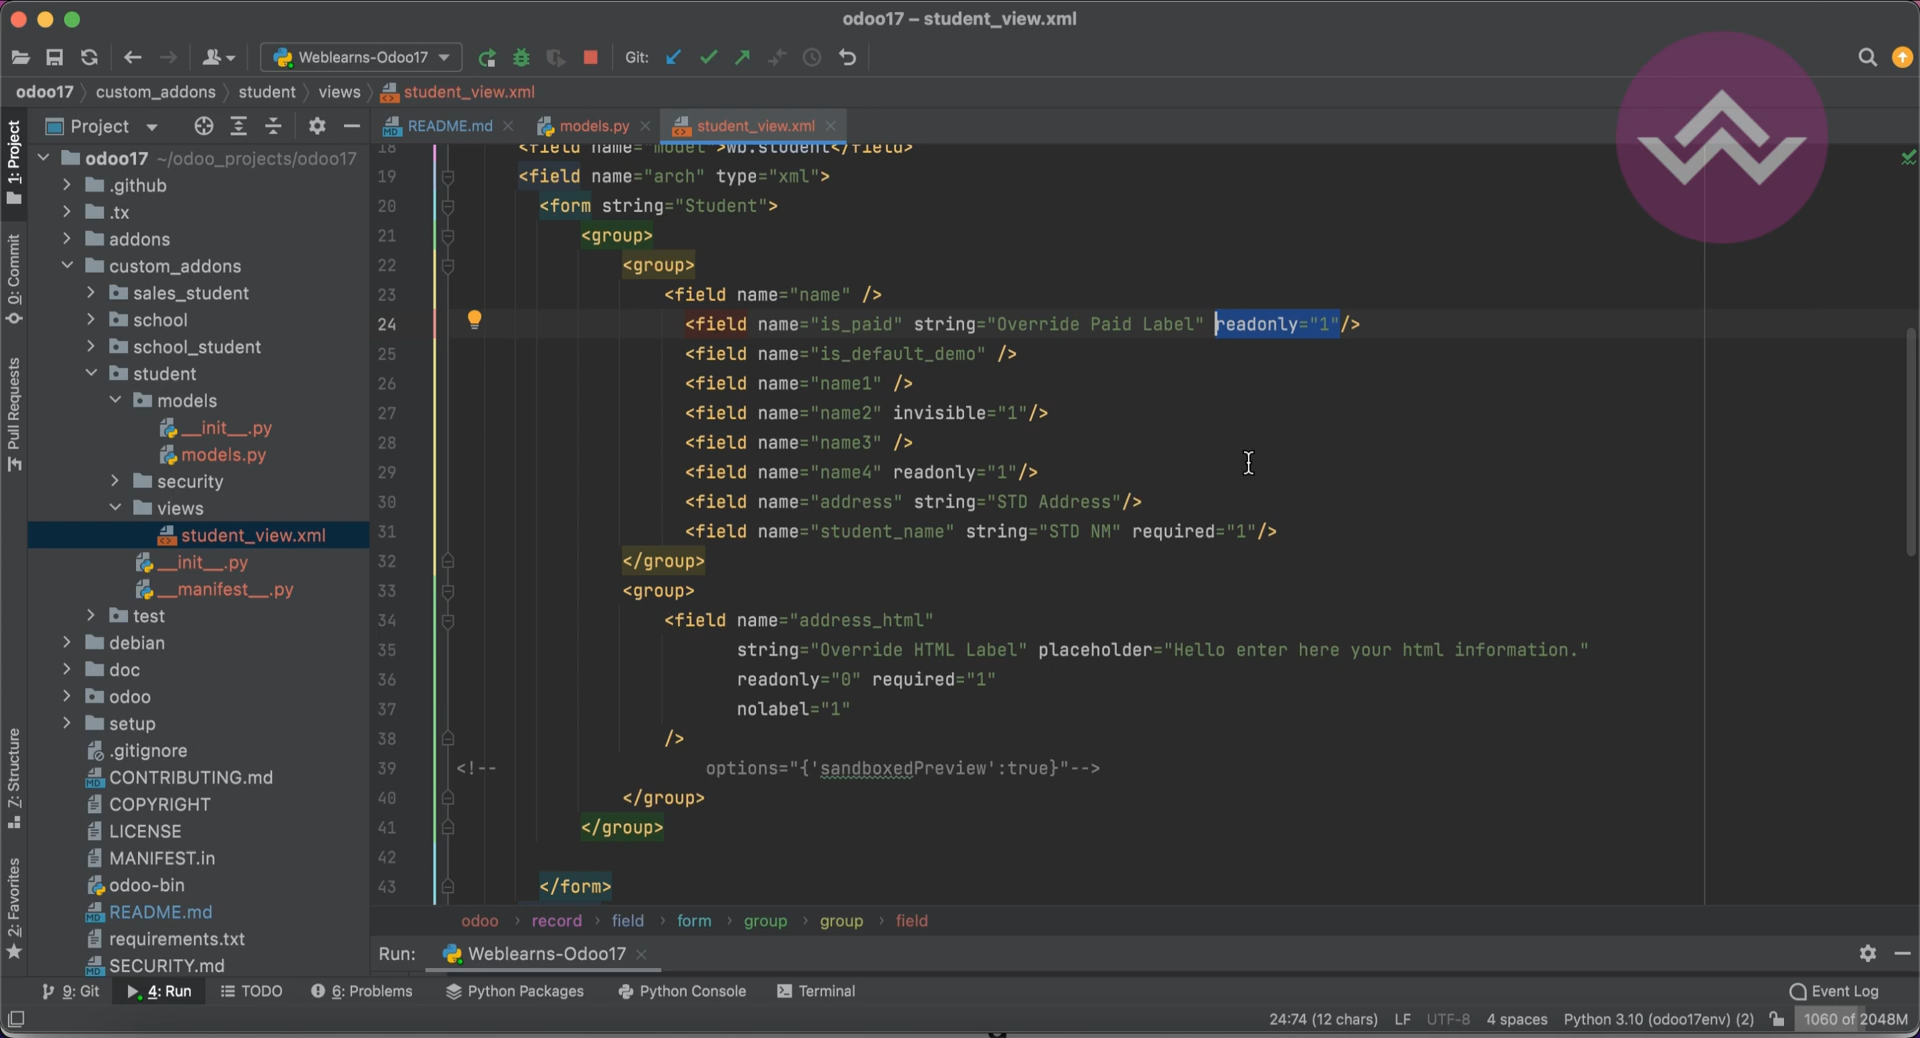 odoo17 – student_view.xml
Weblearns-Odoo17
Git:
odoo17
custom_addons
student
views
student_view.xml
1: Project
0: Commit
Pull Requests
7: Structure
2: Favorites
Project
README.md
models.py
student_view.xml
odoo17 ~/odoo_projects/odoo17
.github
.tx
addons
custom_addons
sales_student
school
school_student
student
models
__init__.py
models.py
security
views
student_view.xml
__init__.py
__manifest__.py
test
debian
doc
odoo
setup
.gitignore
CONTRIBUTING.md
COPYRIGHT
LICENSE
MANIFEST.in
odoo-bin
README.md
requirements.txt
SECURITY.md
18 <field name="model">wb.student</field>
19 <field name="arch" type="xml">
20 <form string="Student">
21 <group>
22 <group>
23 <field name="name" />
24 <field name="is_paid" string="Override Paid Label" readonly="1"/>
25 <field name="is_default_demo" />
26 <field name="name1" />
27 <field name="name2" invisible="1"/>
28 <field name="name3" />
29 <field name="name4" readonly="1"/>
30 <field name="address" string="STD Address"/>
31 <field name="student_name" string="STD NM" required="1"/>
32 </group>
33 <group>
34 <field name="address_html"
35 string="Override HTML Label" placeholder="Hello enter here your html information."
36 readonly="0" required="1"
37 nolabel="1"
38 />
39 <!-- options="{'sandboxedPreview':true}"-->
40 </group>
41 </group>
42
43 </form>
odoo
record
field
form
group
group
field
Run:
Weblearns-Odoo17
9: Git
4: Run
TODO
6: Problems
Python Packages
Python Console
Terminal
Event Log
24:74 (12 chars)
LF
UTF-8
4 spaces
Python 3.10 (odoo17env) (2)
1060 of 2048M